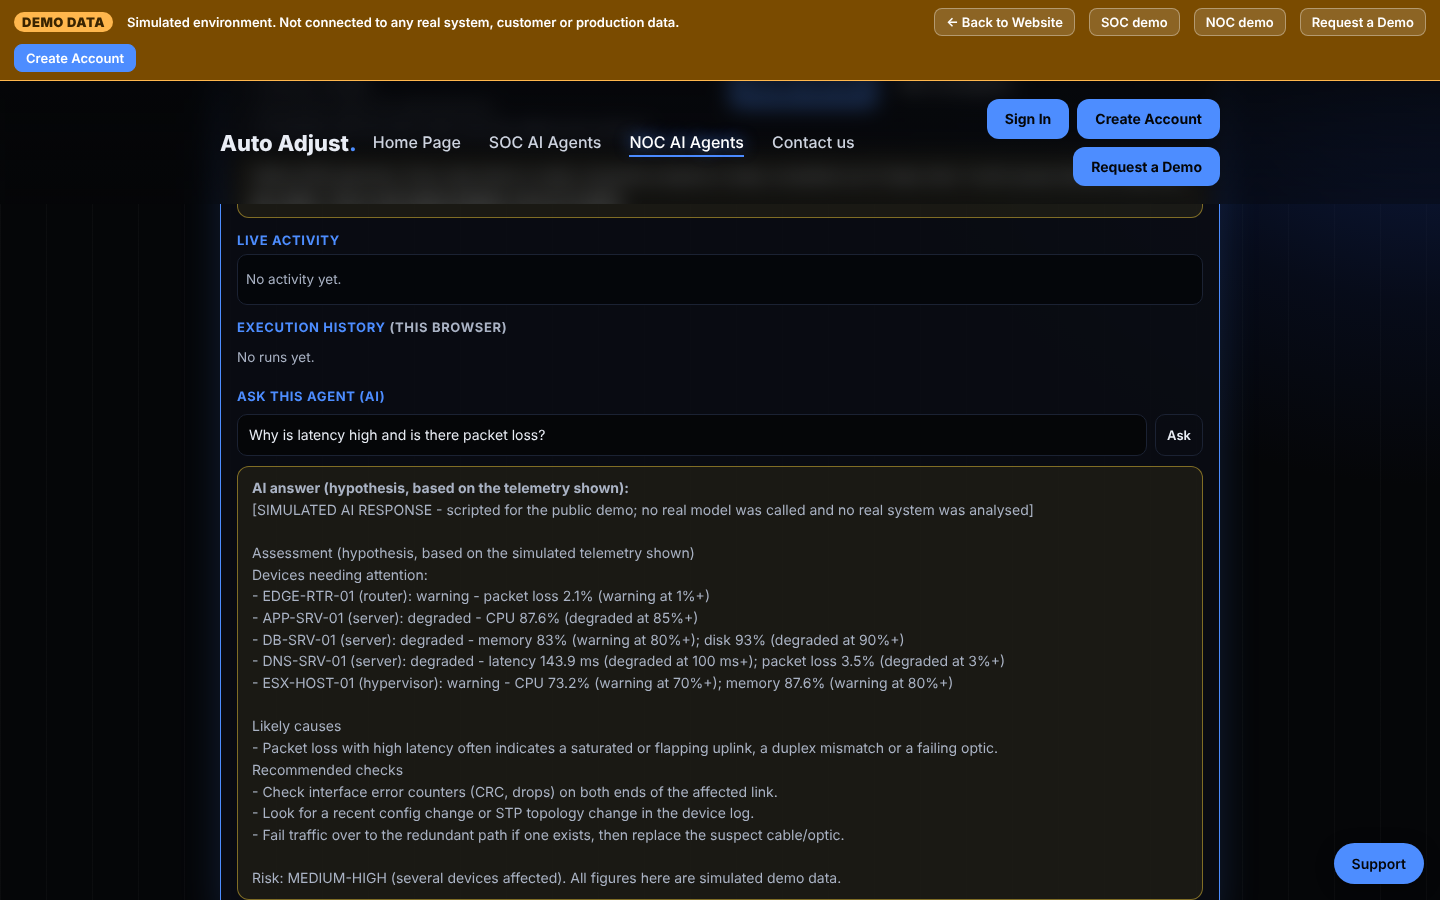 DEMO DATA Simulated environment. Not connected to any real system, customer or production data. ← Back to Website SOC demo NOC demo Request a Demo
Create Account
Sign In Create Account
Auto Adjust. Home Page SOC AI Agents NOC AI Agents Contact us
Request a Demo
LIVE ACTIVITY
No activity yet.
EXECUTION HISTORY (THIS BROWSER)
No runs yet.
ASK THIS AGENT (AI)
Why is latency high and is there packet loss? Ask
AI answer (hypothesis, based on the telemetry shown):
[SIMULATED AI RESPONSE - scripted for the public demo; no real model was called and no real system was analysed]
Assessment (hypothesis, based on the simulated telemetry shown)
Devices needing attention:
- EDGE-RTR-01 (router): warning - packet loss 2.1% (warning at 1%+)
- APP-SRV-01 (server): degraded - CPU 87.6% (degraded at 85%+)
- DB-SRV-01 (server): degraded - memory 83% (warning at 80%+); disk 93% (degraded at 90%+)
- DNS-SRV-01 (server): degraded - latency 143.9 ms (degraded at 100 ms+); packet loss 3.5% (degraded at 3%+)
- ESX-HOST-01 (hypervisor): warning - CPU 73.2% (warning at 70%+); memory 87.6% (warning at 80%+)
Likely causes
- Packet loss with high latency often indicates a saturated or flapping uplink, a duplex mismatch or a failing optic.
Recommended checks
- Check interface error counters (CRC, drops) on both ends of the affected link.
- Look for a recent config change or STP topology change in the device log.
- Fail traffic over to the redundant path if one exists, then replace the suspect cable/optic.
Risk: MEDIUM-HIGH (several devices affected). All figures here are simulated demo data.
Support